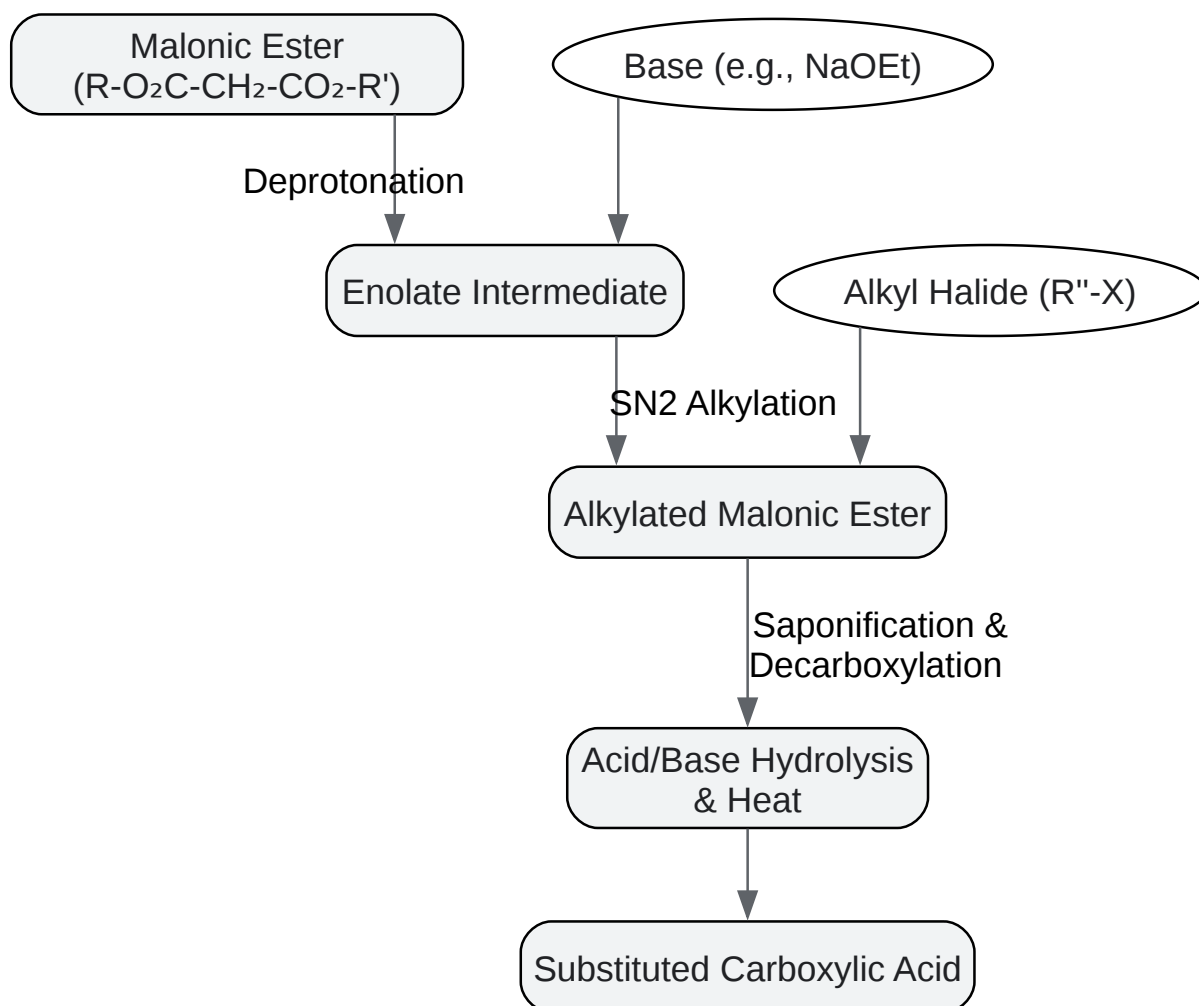 Malonic Ester
(R-O₂C-CH₂-CO₂-R')
Base (e.g., NaOEt)
Deprotonation
Enolate Intermediate
Alkyl Halide (R''-X)
SN2 Alkylation
Alkylated Malonic Ester
Saponification &
Decarboxylation
Acid/Base Hydrolysis
& Heat
Substituted Carboxylic Acid